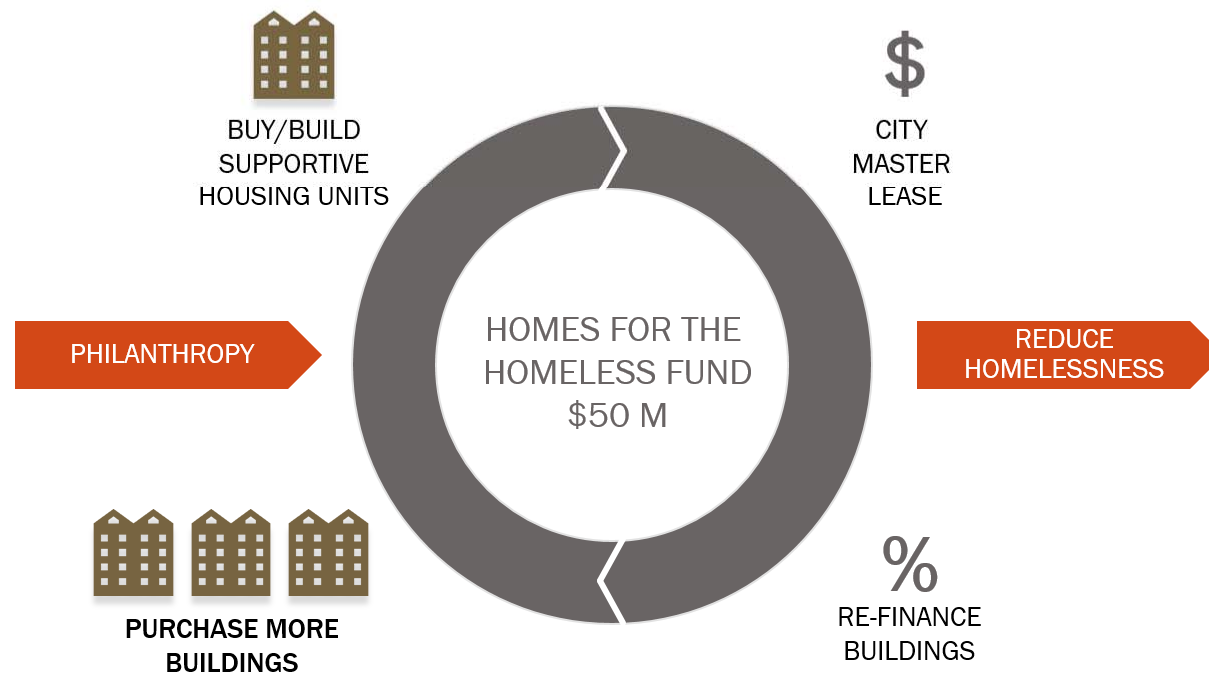 $
BUY/BUILD
SUPPORTIVE
HOUSING UNITS
CITY
MASTER
LEASE
PHILANTHROPY
HOMES FOR THE
HOMELESS FUND
$50 M
REDUCE
HOMELESSNESS
%
PURCHASE MORE
BUILDINGS
RE-FINANCE
BUILDINGS